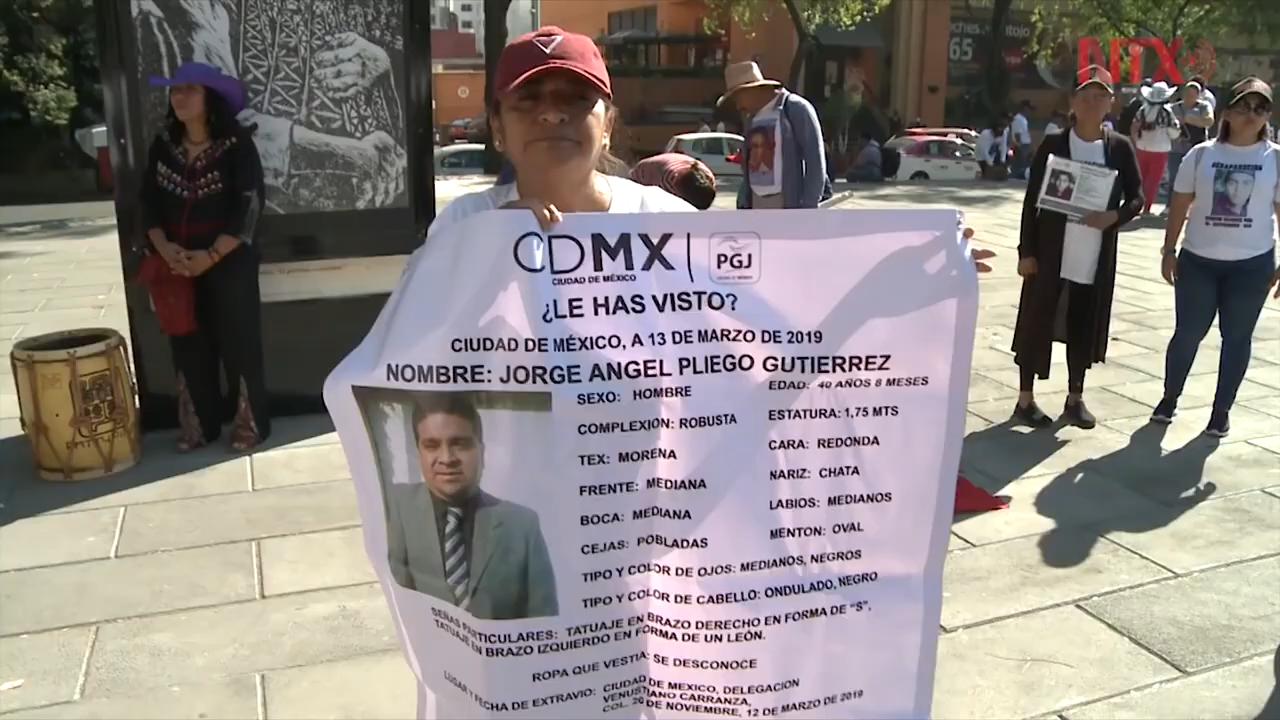 NTX
65
CDMX
CIUDAD DE MÉXICO
PGJ
¿LE HAS VISTO?
CIUDAD DE MÉXICO, A 13 DE MARZO DE 2019
NOMBRE: JORGE ANGEL PLIEGO GUTIERREZ
SEXO: HOMBRE
EDAD: 40 AÑOS 8 MESES
COMPLEXION: ROBUSTA
ESTATURA: 1,75 MTS
TEX: MORENA
CARA: REDONDA
FRENTE: MEDIANA
NARIZ: CHATA
BOCA: MEDIANA
LABIOS: MEDIANOS
CEJAS: POBLADAS
MENTON: OVAL
TIPO Y COLOR DE OJOS: MEDIANOS, NEGROS
TIPO Y COLOR DE CABELLO: ONDULADO, NEGRO
SEÑAS PARTICULARES: TATUAJE EN BRAZO DERECHO EN FORMA DE "S",
TATUAJE EN BRAZO IZQUIERDO EN FORMA DE UN LEÓN.
ROPA QUE VESTIA: SE DESCONOCE
LUGAR Y FECHA DE EXTRAVIO: CIUDAD DE MEXICO, DELEGACION
VENUSTIANO CARRANZA,
COL. 20 DE NOVIEMBRE, 12 DE MARZO DE 2019